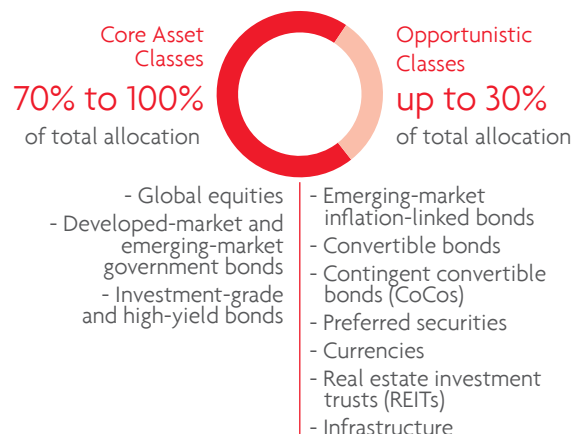 Core Asset
Classes
70% to 100%
of total allocation
Opportunistic
Classes
up to 30%
of total allocation
- Global equities
- Developed-market and
emerging-market
government bonds
- Investment-grade
and high-yield bonds
- Emerging-market
inflation-linked bonds
- Convertible bonds
- Contingent convertible
bonds (CoCos)
- Preferred securities
- Currencies
- Real estate investment
trusts (REITs)
- Infrastructure